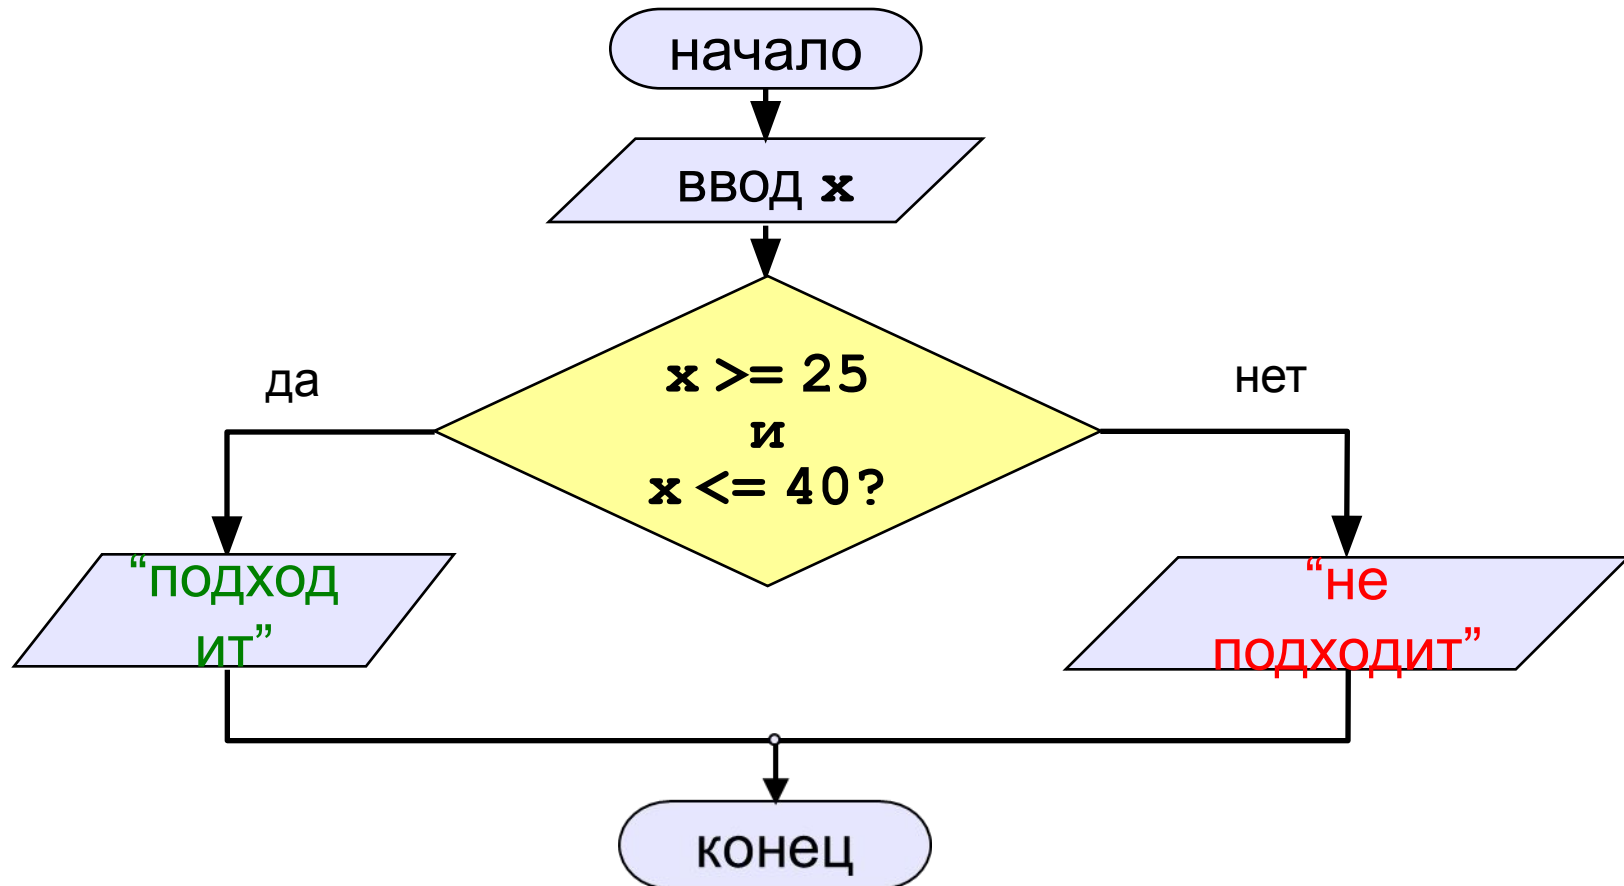 начало
ввод x
да
x >= 25
и
x <= 40?
нет
“подход
ит”
“не
подходит”
конец